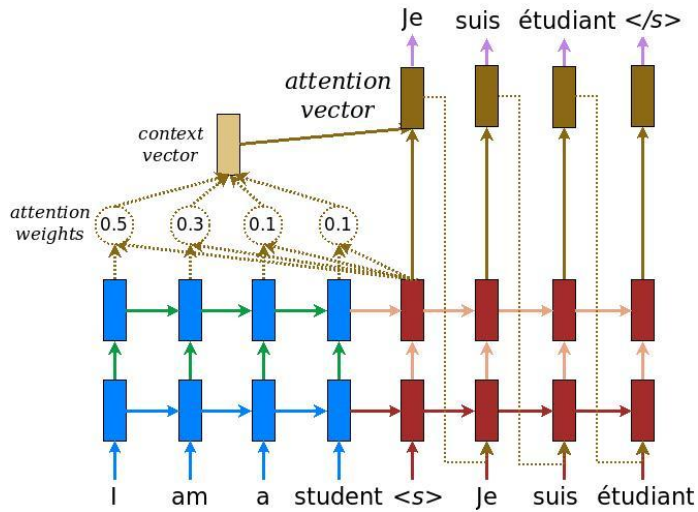 Je suis étudiant </s>
attention
vector
context
vector
attention
weights
0.5 0.3 0.1 0.1
I am a student <s> Je suis étudiant